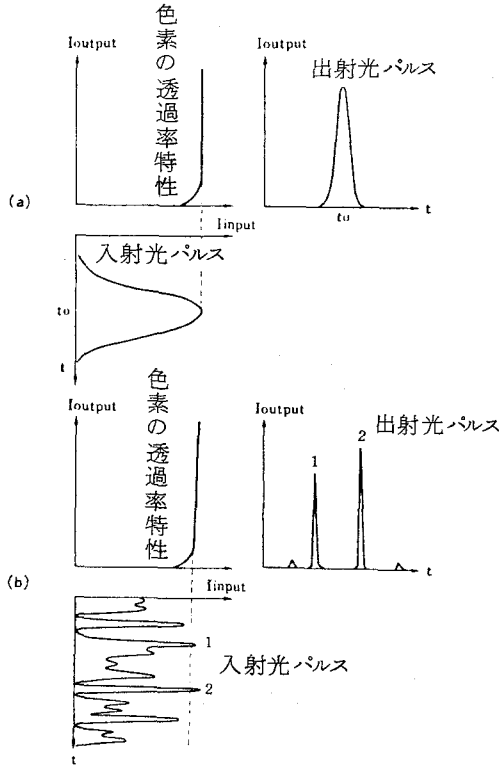 Ioutput
色素の透過率特性
Iinput
Ioutput
出射光パルス
to
t
(a)
入射光パルス
to
t
Ioutput
色素の透過率特性
Iinput
Ioutput
出射光パルス
1
2
t
(b)
1
2
入射光パルス
t